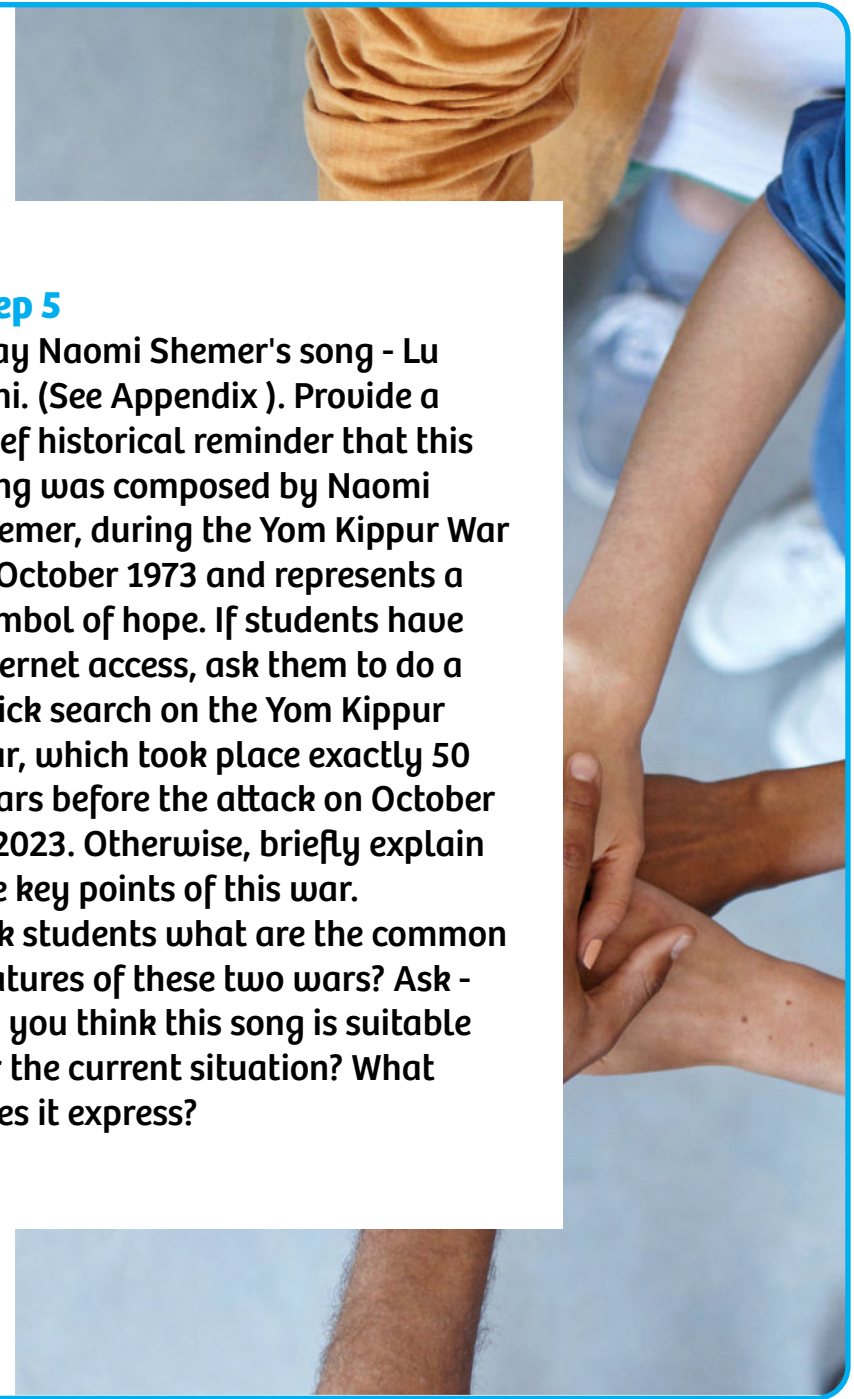 ep 5
ay Naomi Shemer's song - Lu
ni. (See Appendix ). Provide a
ef historical reminder that this
ng was composed by Naomi
emer, during the Yom Kippur War
October 1973 and represents a
mbol of hope. If students have
ernet access, ask them to do a
ick search on the Yom Kippur
ar, which took place exactly 50
ars before the attack on October
2023. Otherwise, briefly explain
e key points of this war.
k students what are the common
atures of these two wars? Ask -
you think this song is suitable
r the current situation? What
es it express?